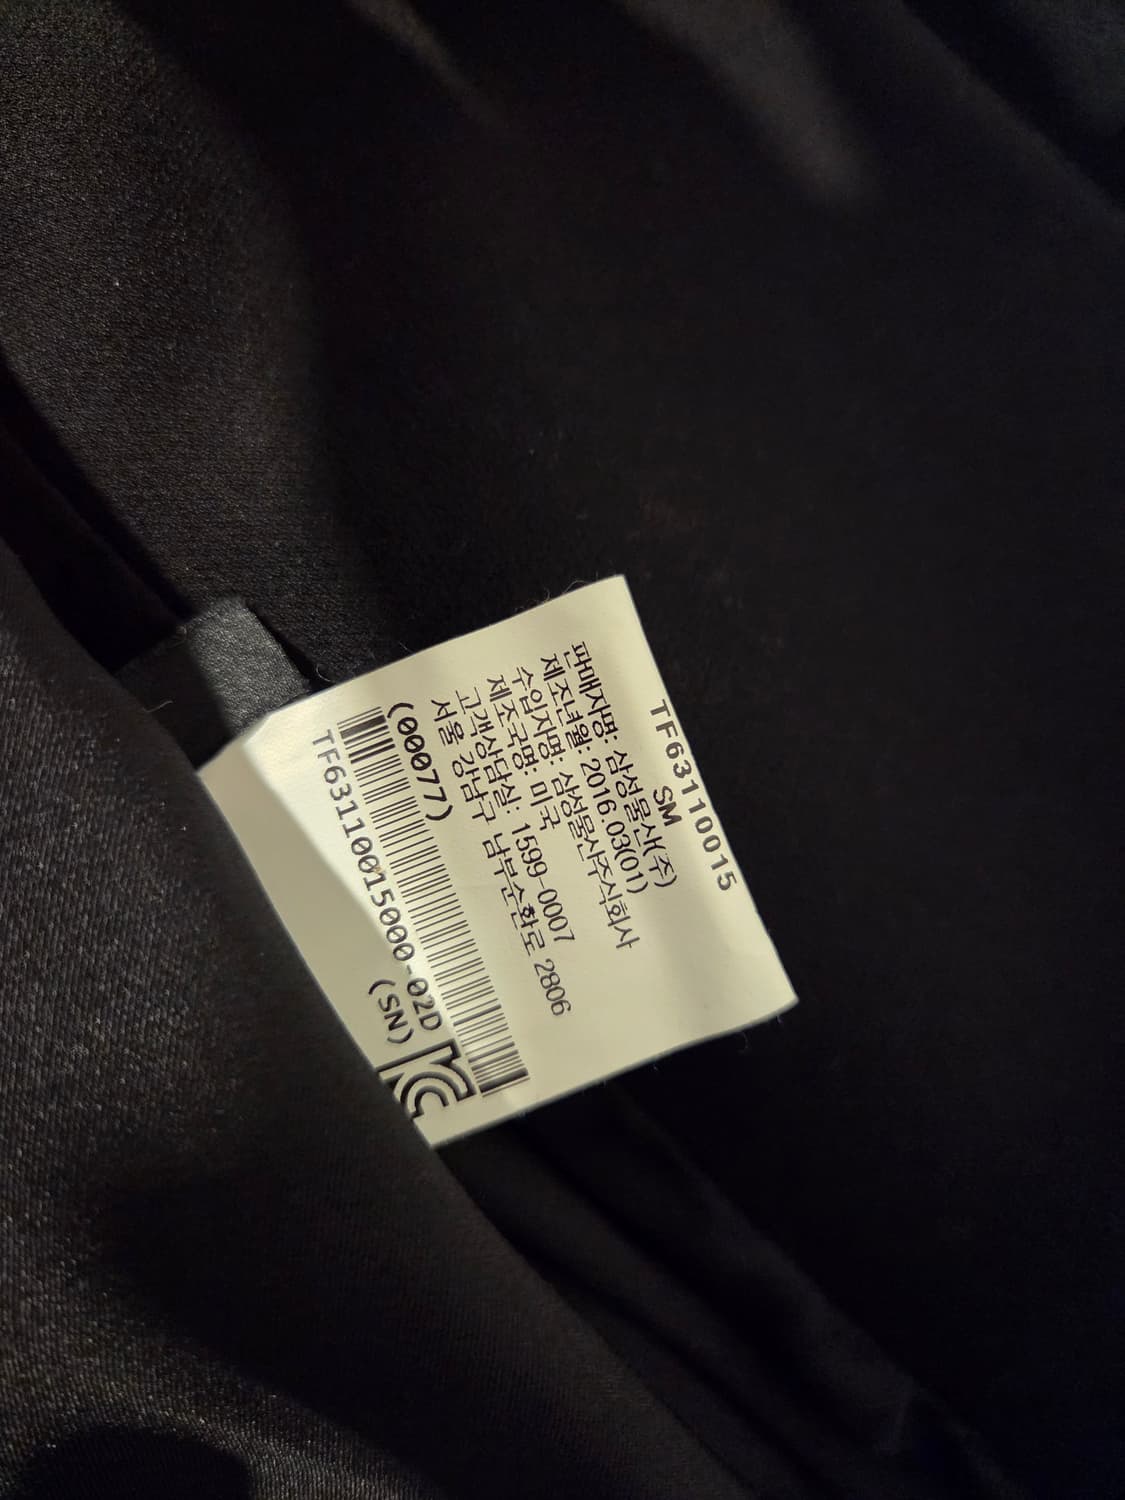 TF63110015
SM
판매자명: 삼성물산(주)
제조년월: 2016.03(01)
수입자명: 삼성물산주식회사
제조국명: 미국
고객상담실: 1599-0007
서울 강남구 남부순환로 2806
(00077)
TF63110015000-02D
(SN)